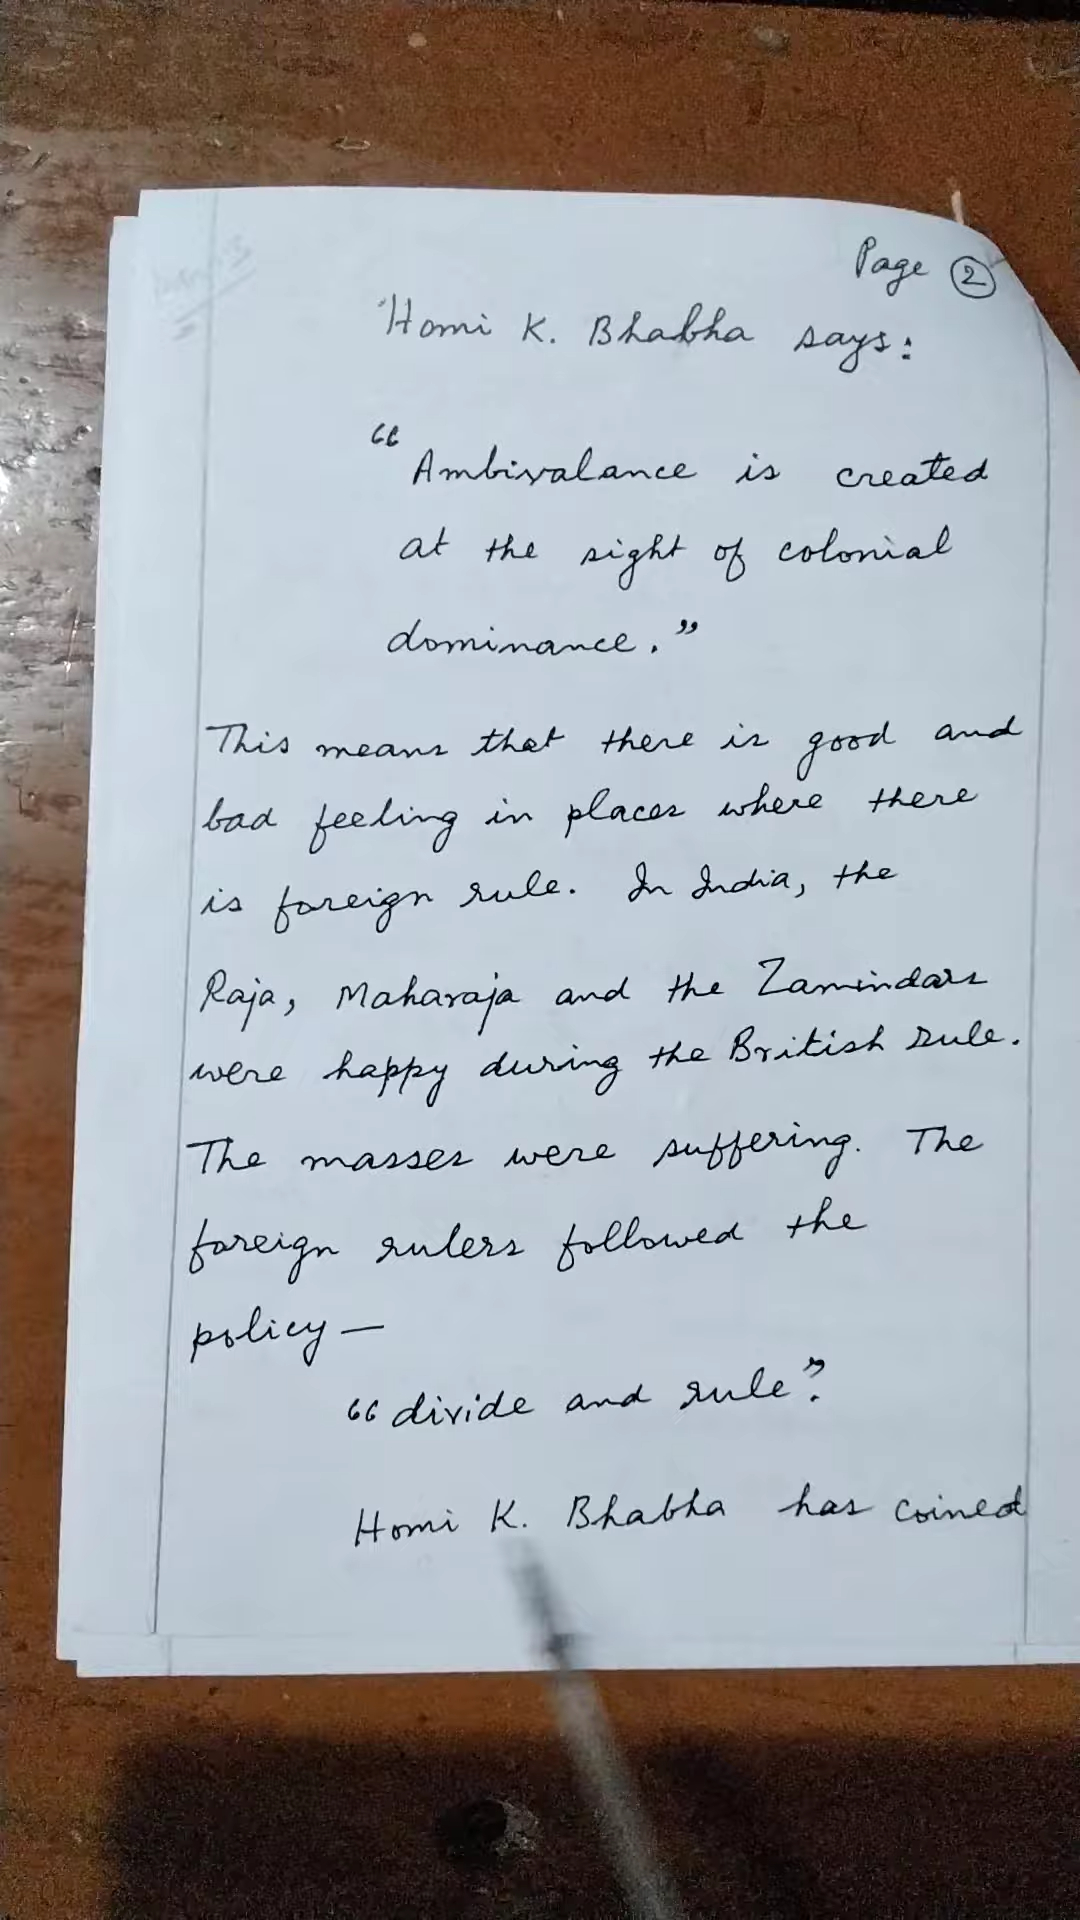 Page 2
Homi K. Bhabha says:
"Ambivalance is created
at the sight of colonial
dominance."
This means that there is good and
bad feeling in places where there
is foreign rule. In India, the
Raja, Maharaja and the Zamindars
were happy during the British rule.
The masses were suffering. The
foreign rulers followed the
policy —
"divide and rule".
Homi K. Bhabha has coined